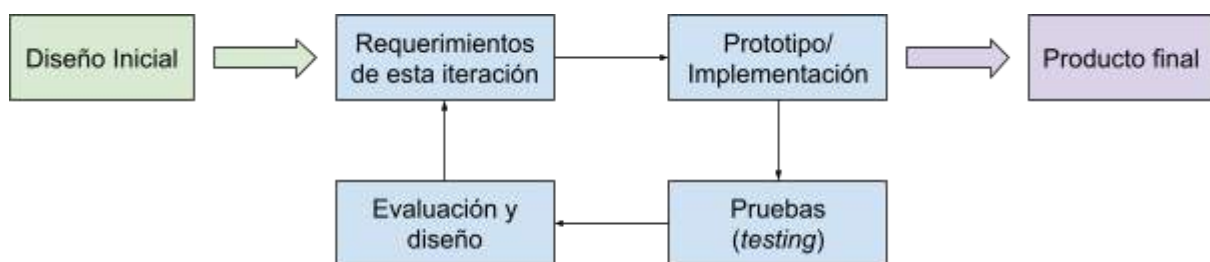 Diseño Inicial
Requerimientos
de esta iteración
Prototipo/
Implementación
Producto final
Evaluación y
diseño
Pruebas
(testing)